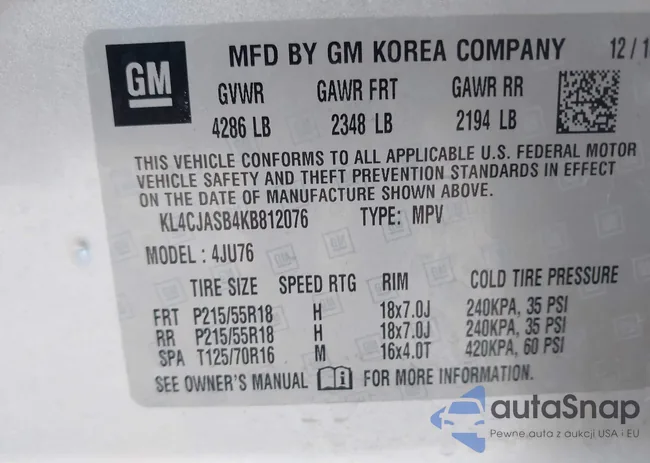 GM MFD BY GM KOREA COMPANY 12/1
GVWR GAWR FRT GAWR RR
4286 LB 2348 LB 2194 LB
THIS VEHICLE CONFORMS TO ALL APPLICABLE U.S. FEDERAL MOTOR
VEHICLE SAFETY AND THEFT PREVENTION STANDARDS IN EFFECT
ON THE DATE OF MANUFACTURE SHOWN ABOVE.
KL4CJASB4KB812076 TYPE: MPV
MODEL : 4JU76
TIRE SIZE SPEED RTG RIM COLD TIRE PRESSURE
FRT P215/55R18 H 18x7.0J 240KPA, 35 PSI
RR P215/55R18 H 18x7.0J 240KPA, 35 PSI
SPA T125/70R16 M 16x4.0T 420KPA, 60 PSI
SEE OWNER'S MANUAL FOR MORE INFORMATION.
autaSnap
Pewne auta z aukcji USA i EU